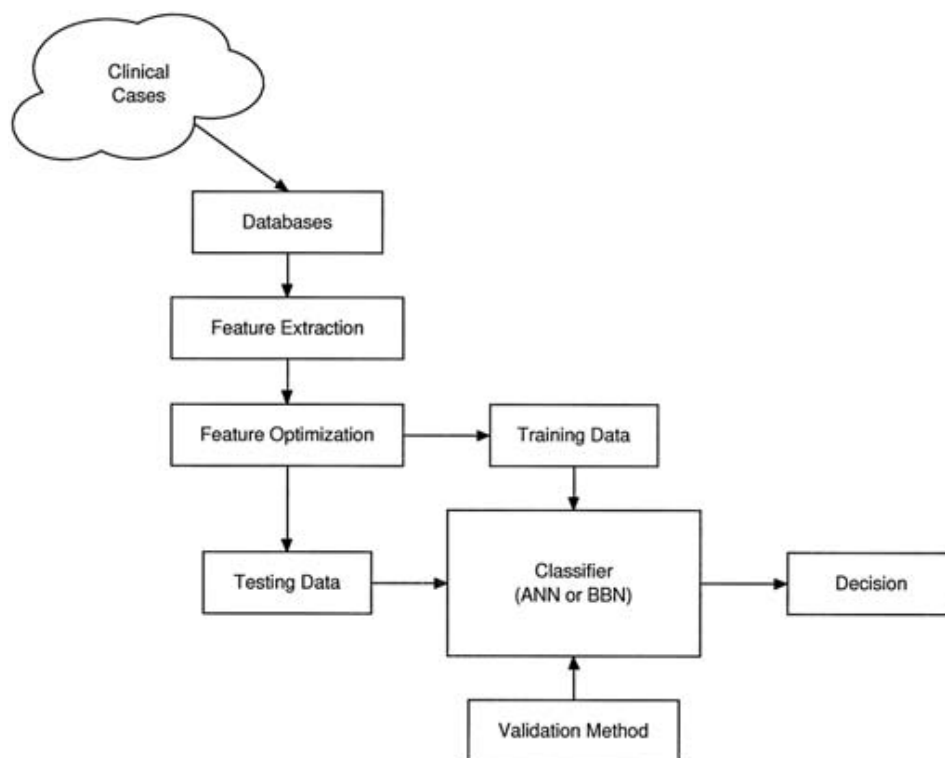 Clinical
Cases
Databases
Feature Extraction
Feature Optimization
Training Data
Testing Data
Classifier
(ANN or BBN)
Decision
Validation Method